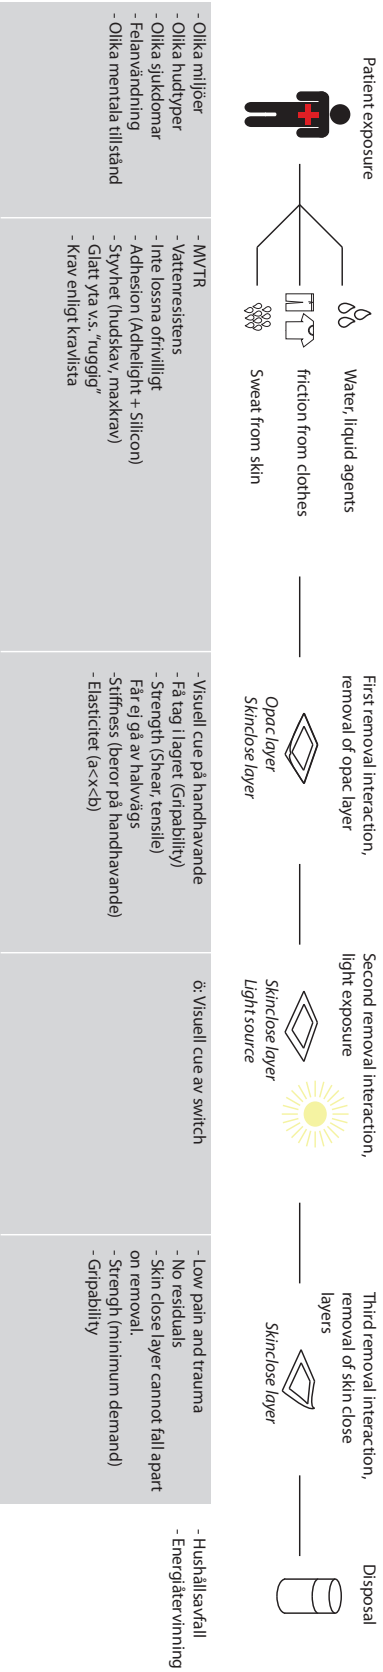 Patient exposure
Water, liquid agents
friction from clothes
Sweat from skin
First removal interaction,
removal of opac layer
Opac layer
Skinclose layer
Second removal interaction,
light exposure
Skinclose layer
Light source
Third removal interaction,
removal of skin close
layers
Skinclose layer
Disposal
- Olika miljöer
- Olika hudtyper
- Olika sjukdomar
- Felanvändning
- Olika mentala tillstånd
- MVTR
- Vattenresistens
- Inte lossna ofrivilligt
- Adhesion (Adhelight + Silicon)
- Styvhet (hudskav, maxkrav)
- Glatt yta v.s. "ruggig"
- Krav enligt kravlista
- Visuell cue på handhavande
- Få tag i lagret (Gripability)
- Strength (Shear, tensile)
Får ej gå av halvvägs
-Stiffness (beror på handhavande)
- Elasticitet (a<x<b)
ö: Visuell cue av switch
- Low pain and trauma
- No residuals
- Skin close layer cannot fall apart
on removal.
- Strengh (minimum demand)
- Gripability
- Hushållsavfall
- Energiåtervinning